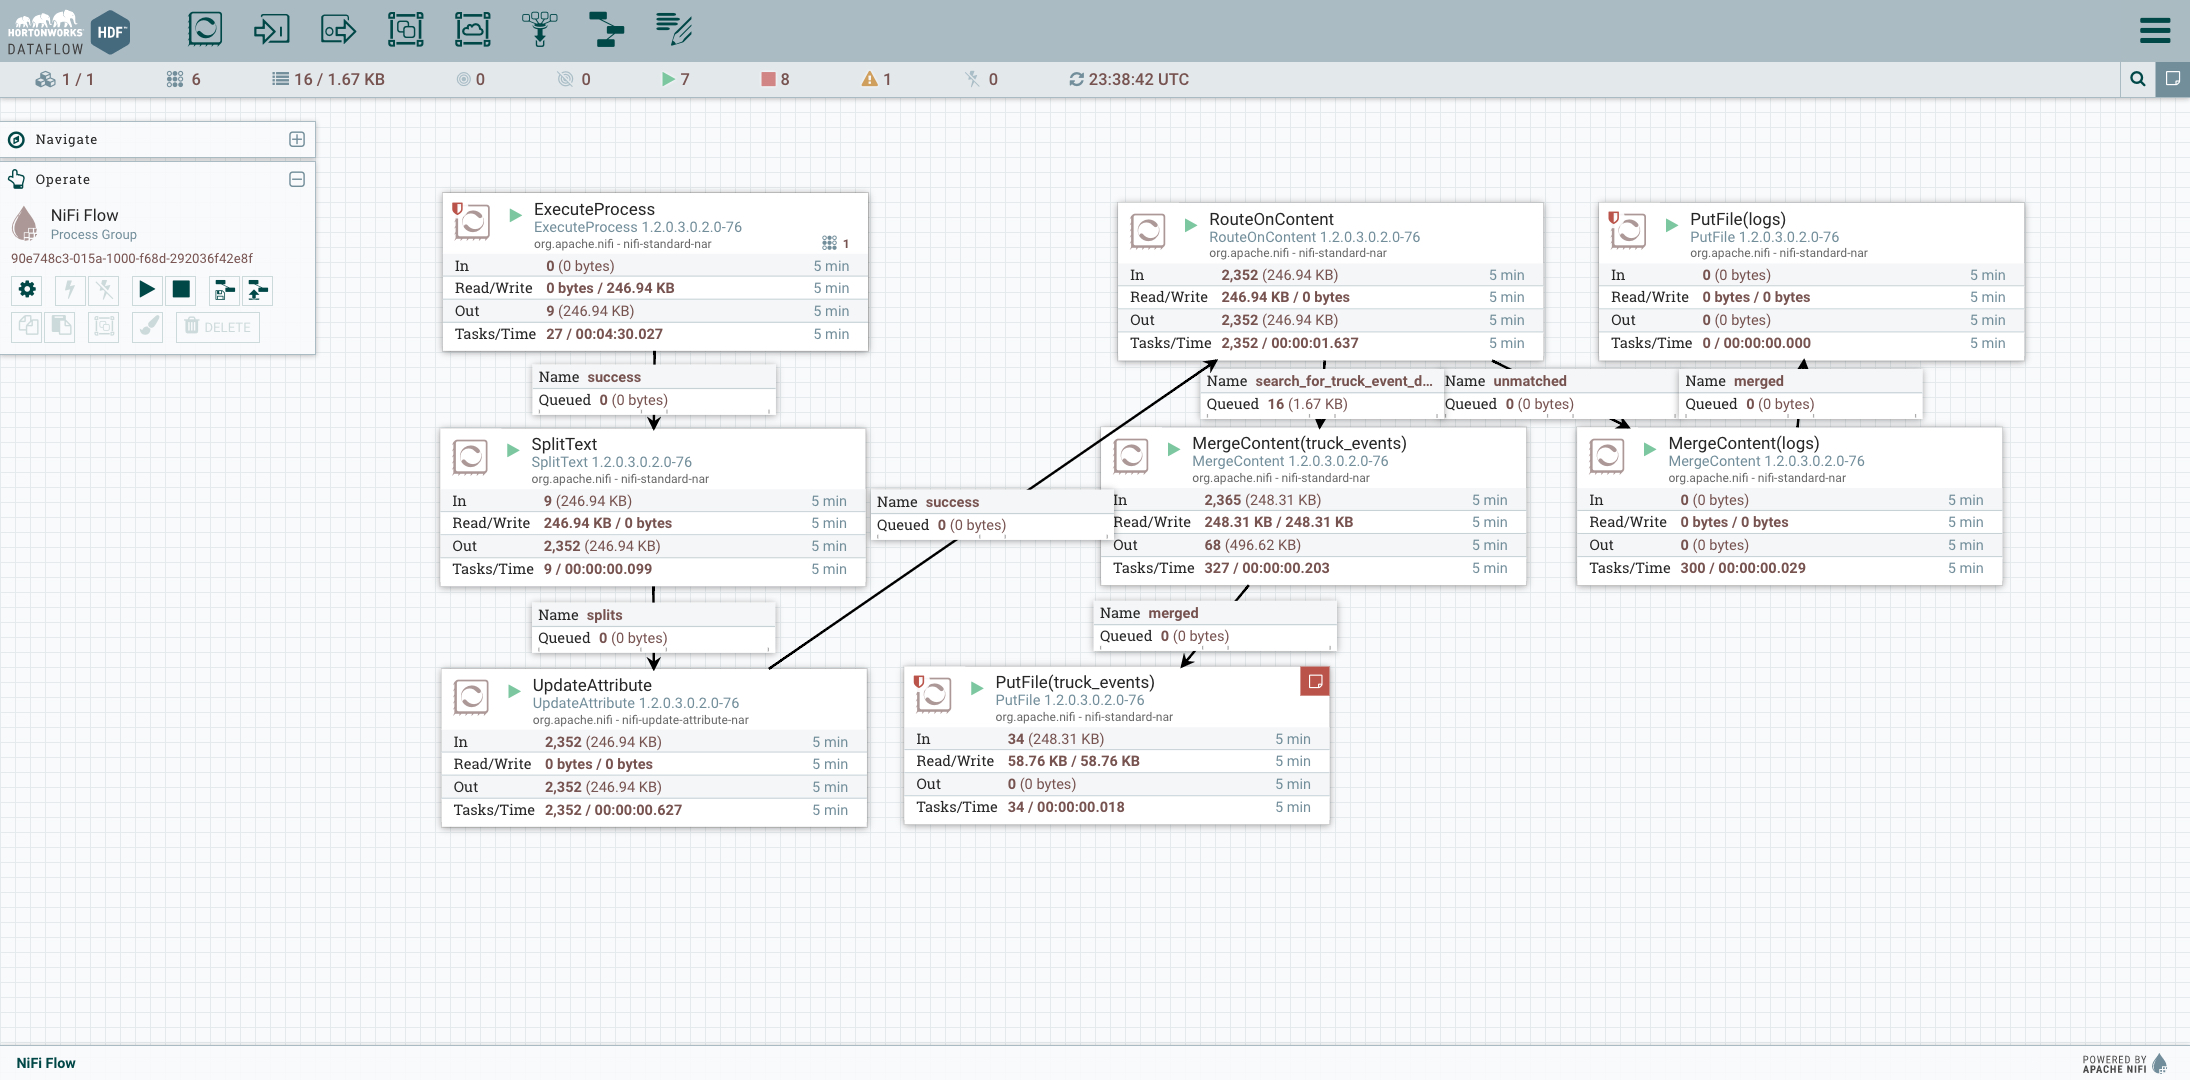 HORTONWORKS
DATAFLOW
HDF
1 / 1
6
16 / 1.67 KB
0
0
7
8
1
0
23:38:42 UTC
Navigate
Operate
NiFi Flow
Process Group
90e748c3-015a-1000-f68d-292036f42e8f
DELETE
ExecuteProcess
ExecuteProcess 1.2.0.3.0.2.0-76
org.apache.nifi - nifi-standard-nar
1
In 0 (0 bytes) 5 min
Read/Write 0 bytes / 246.94 KB 5 min
Out 9 (246.94 KB) 5 min
Tasks/Time 27 / 00:04:30.027 5 min
Name success
Queued 0 (0 bytes)
SplitText
SplitText 1.2.0.3.0.2.0-76
org.apache.nifi - nifi-standard-nar
In 9 (246.94 KB) 5 min
Read/Write 246.94 KB / 0 bytes 5 min
Out 2,352 (246.94 KB) 5 min
Tasks/Time 9 / 00:00:00.099 5 min
Name splits
Queued 0 (0 bytes)
UpdateAttribute
UpdateAttribute 1.2.0.3.0.2.0-76
org.apache.nifi - nifi-update-attribute-nar
In 2,352 (246.94 KB) 5 min
Read/Write 0 bytes / 0 bytes 5 min
Out 2,352 (246.94 KB) 5 min
Tasks/Time 2,352 / 00:00:00.627 5 min
Name success
Queued 0 (0 bytes)
RouteOnContent
RouteOnContent 1.2.0.3.0.2.0-76
org.apache.nifi - nifi-standard-nar
In 2,352 (246.94 KB) 5 min
Read/Write 246.94 KB / 0 bytes 5 min
Out 2,352 (246.94 KB) 5 min
Tasks/Time 2,352 / 00:00:01.637 5 min
Name search_for_truck_event_d...
Queued 16 (1.67 KB)
Name unmatched
Queued 0 (0 bytes)
Name merged
Queued 0 (0 bytes)
PutFile(logs)
PutFile 1.2.0.3.0.2.0-76
org.apache.nifi - nifi-standard-nar
In 0 (0 bytes) 5 min
Read/Write 0 bytes / 0 bytes 5 min
Out 0 (0 bytes) 5 min
Tasks/Time 0 / 00:00:00.000 5 min
MergeContent(truck_events)
MergeContent 1.2.0.3.0.2.0-76
org.apache.nifi - nifi-standard-nar
In 2,365 (248.31 KB) 5 min
Read/Write 248.31 KB / 248.31 KB 5 min
Out 68 (496.62 KB) 5 min
Tasks/Time 327 / 00:00:00.203 5 min
MergeContent(logs)
MergeContent 1.2.0.3.0.2.0-76
org.apache.nifi - nifi-standard-nar
In 0 (0 bytes) 5 min
Read/Write 0 bytes / 0 bytes 5 min
Out 0 (0 bytes) 5 min
Tasks/Time 300 / 00:00:00.029 5 min
Name merged
Queued 0 (0 bytes)
PutFile(truck_events)
PutFile 1.2.0.3.0.2.0-76
org.apache.nifi - nifi-standard-nar
In 34 (248.31 KB) 5 min
Read/Write 58.76 KB / 58.76 KB 5 min
Out 0 (0 bytes) 5 min
Tasks/Time 34 / 00:00:00.018 5 min
NiFi Flow
POWERED BY
APACHE NIFI